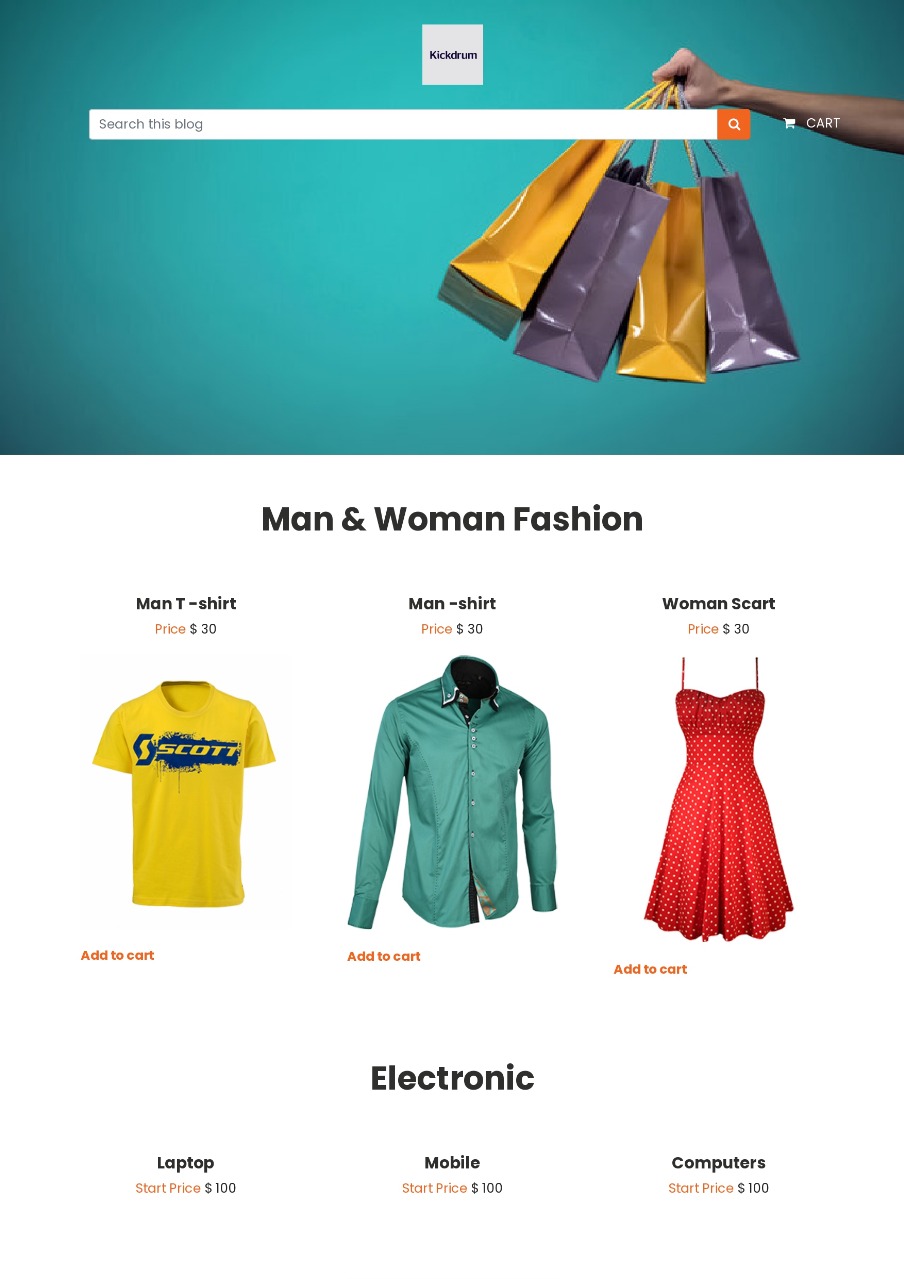 Kickdrum
Search this blog
CART
Man & Woman Fashion
Man T -shirt
Price $ 30
Man -shirt
Price $ 30
Woman Scart
Price $ 30
SCOTT
Add to cart
Add to cart
Add to cart
Electronic
Laptop
Start Price $ 100
Mobile
Start Price $ 100
Computers
Start Price $ 100